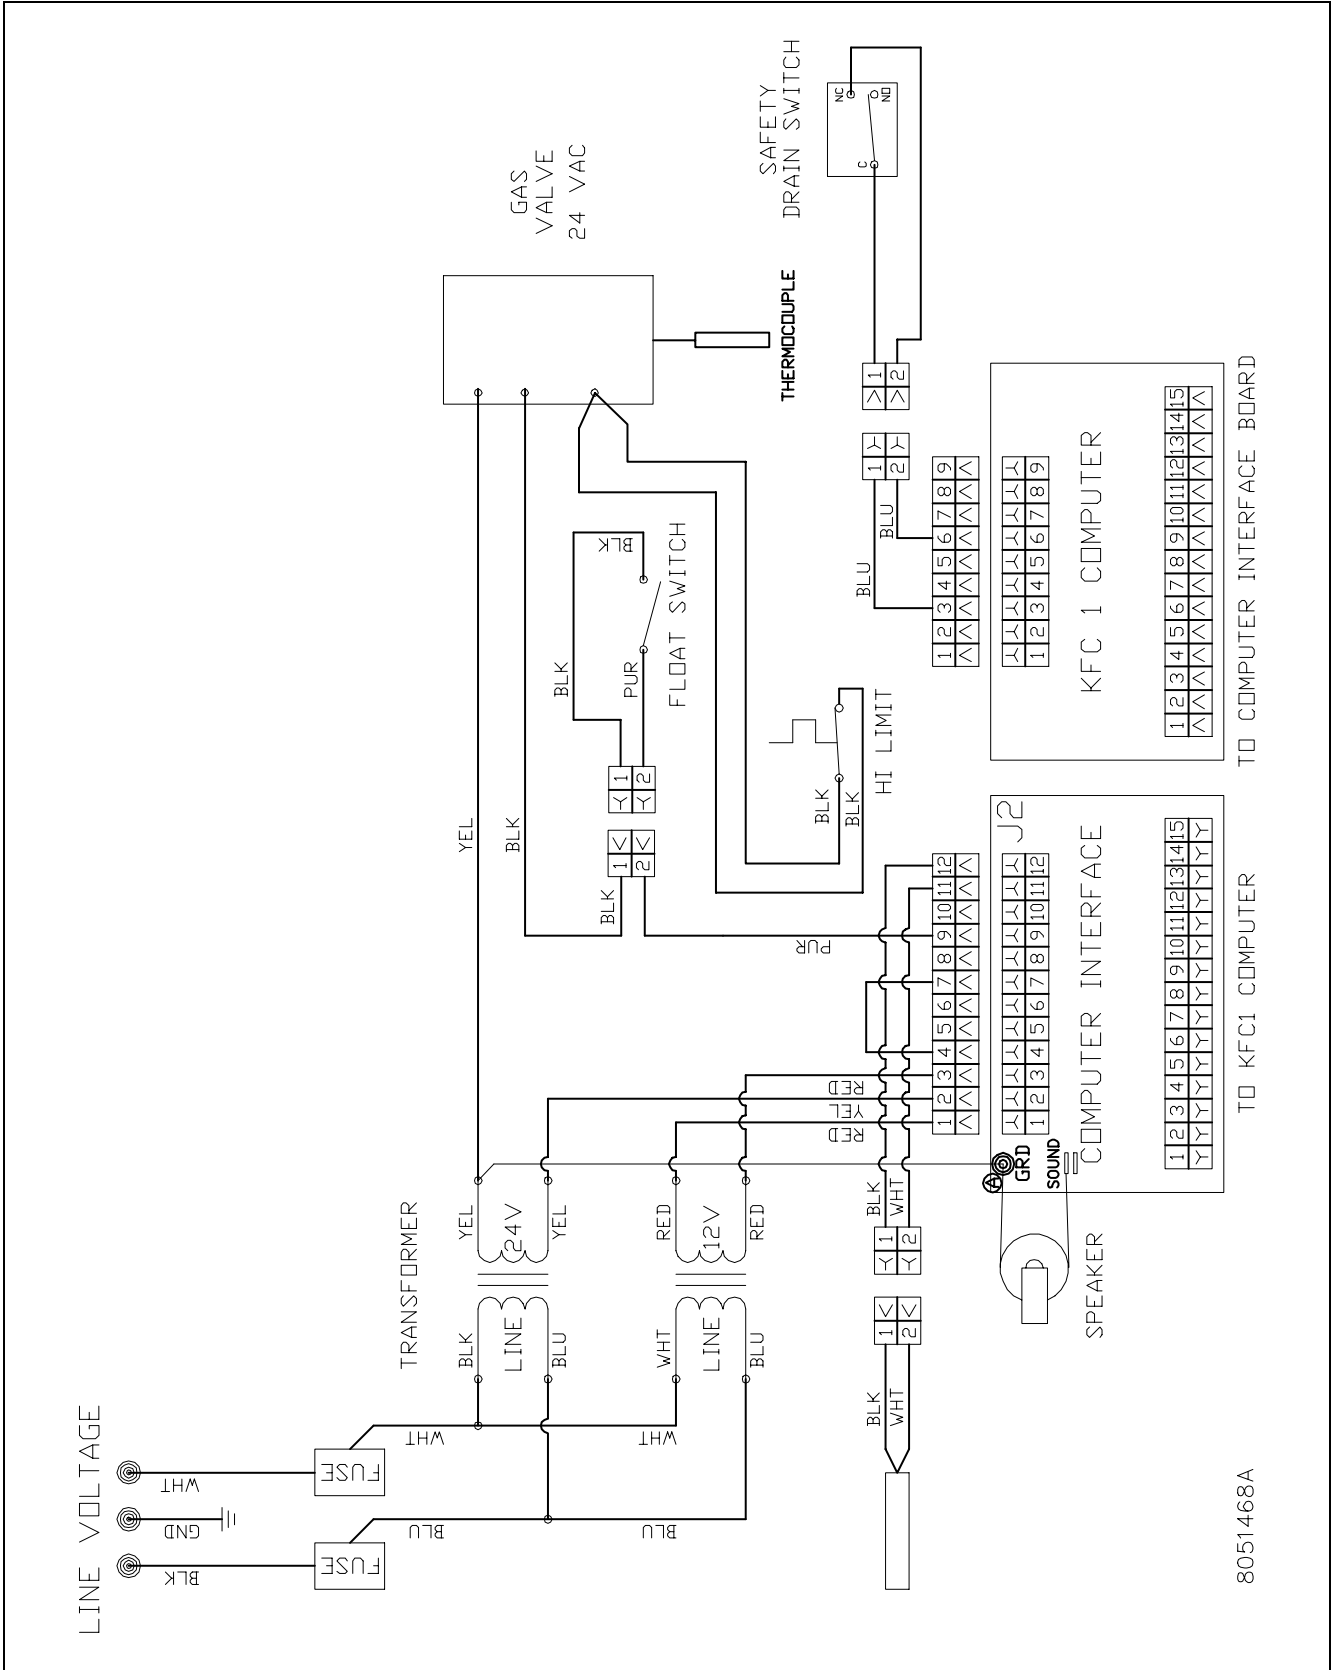 LINE VOLTAGE
BLK
GND
WHT
FUSE
FUSE
BLU
BLU
WHT
WHT
TRANSFORMER
BLK
LINE
BLU
YEL
24V
YEL
WHT
LINE
BLU
RED
12V
RED
YEL
BLK
GAS
VALVE
24 VAC
THERMOCOUPLE
SAFETY
DRAIN SWITCH
NC
NO
C
1
2
1
2
BLU
BLU
BLK
BLK
PUR
FLOAT SWITCH
1
2
1
2
BLK
PUR
BLK
BLK
HI LIMIT
RED
YEL
RED
BLK
WHT
1
2
1
2
BLK
WHT
SPEAKER
A
GRD
SOUND
1 2 3 4 5 6 7 8 9 10 11 12
1 2 3 4 5 6 7 8 9 10 11 12
J2
COMPUTER INTERFACE
1 2 3 4 5 6 7 8 9 10 11 12 13 14 15
TO KFC1 COMPUTER
1 2 3 4 5 6 7 8 9
1 2 3 4 5 6 7 8 9
KFC 1 COMPUTER
1 2 3 4 5 6 7 8 9 10 11 12 13 14 15
TO COMPUTER INTERFACE BOARD
8051468A